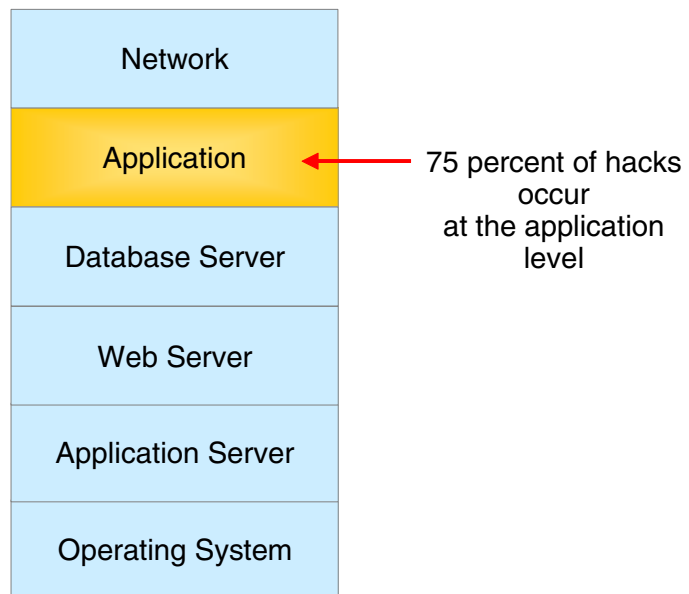 Network
Application
75 percent of hacks
occur
at the application
level
Database Server
Web Server
Application Server
Operating System